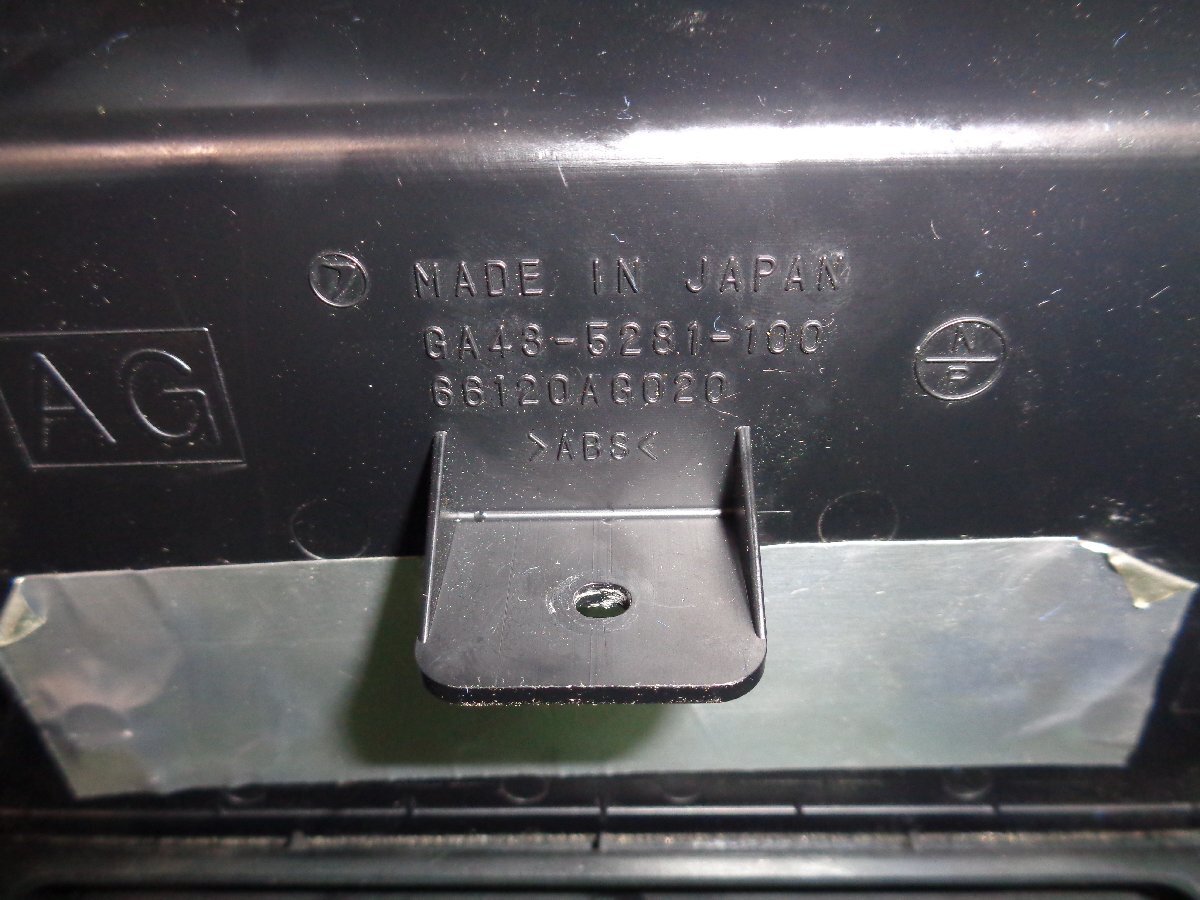 MADE IN JAPAN
GA48-5281-100
66120AG020
>ABS<
AG
N
P